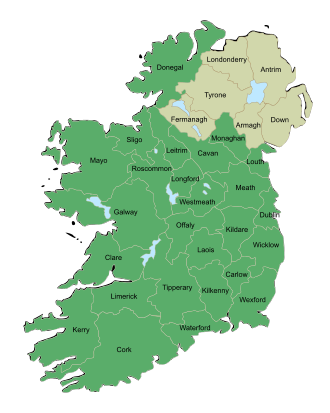 Londonderry
Donegal
Antrim
Tyrone
Fermanagh
Down
Armagh
Monaghan
Sligo
Leitrim
Cavan
Mayo
Louth
Roscommon
Longford
Meath
Westmeath
Galway
Dublin
Offaly
Kildare
Wicklow
Laois
Clare
Carlow
Tipperary
Kilkenny
Limerick
Wexford
Waterford
Kerry
Cork